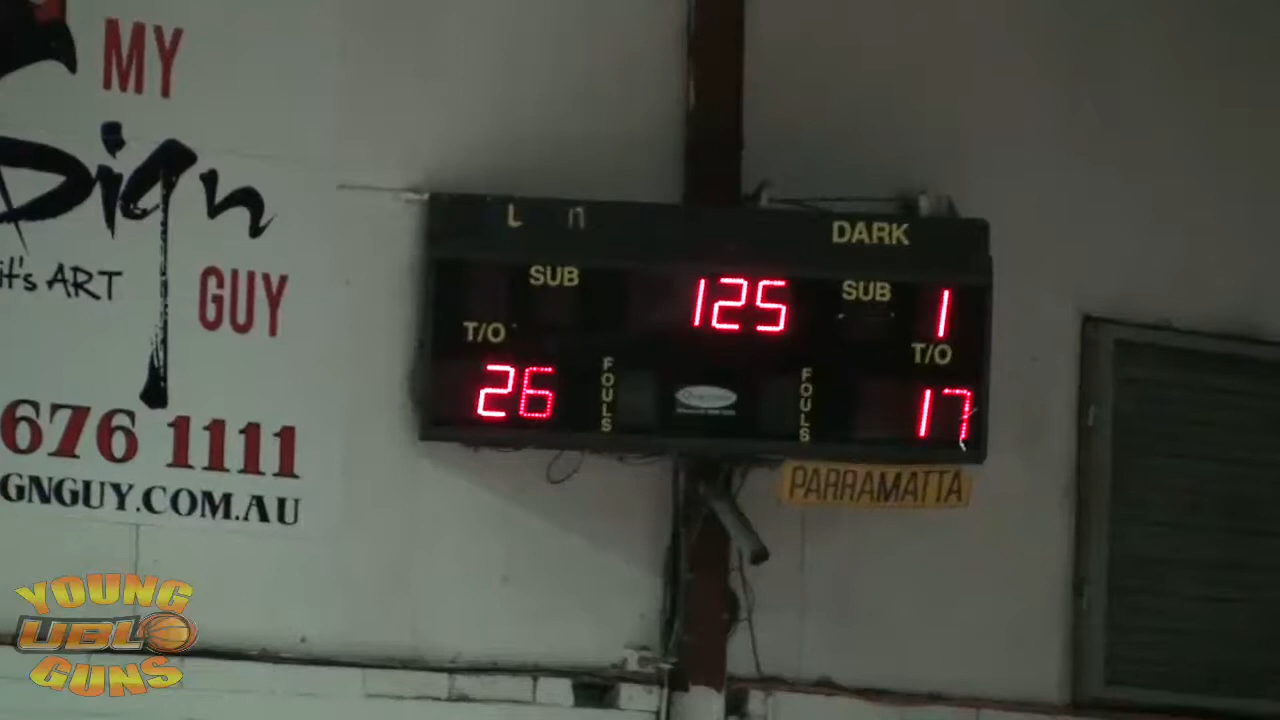 MY
Sign
it's ART
GUY
676 1111
GNGUY.COM.AU
L n
DARK
SUB
125
SUB
1
T/O
T/O
26
FOULS
FOULS
17
PARRAMATTA
YOUNG
UBL
GUNS